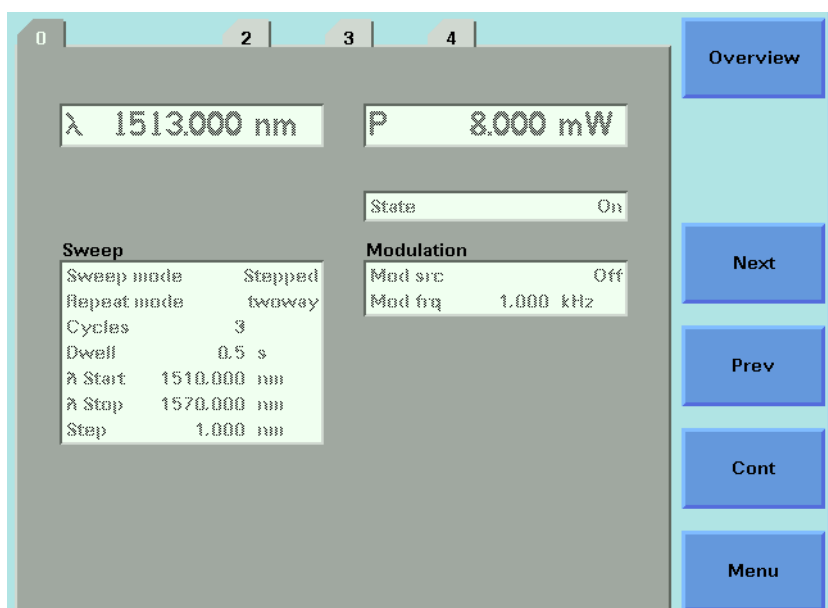 0 2 3 4
λ 1513.000 nm
P 8.000 mW
State On
Sweep
Sweep mode Stepped
Repeat mode twoway
Cycles 3
Dwell 0.5 s
λ Start 1510.000 nm
λ Stop 1570.000 nm
Step 1.000 nm
Modulation
Mod src Off
Mod frq 1.000 kHz
Overview
Next
Prev
Cont
Menu